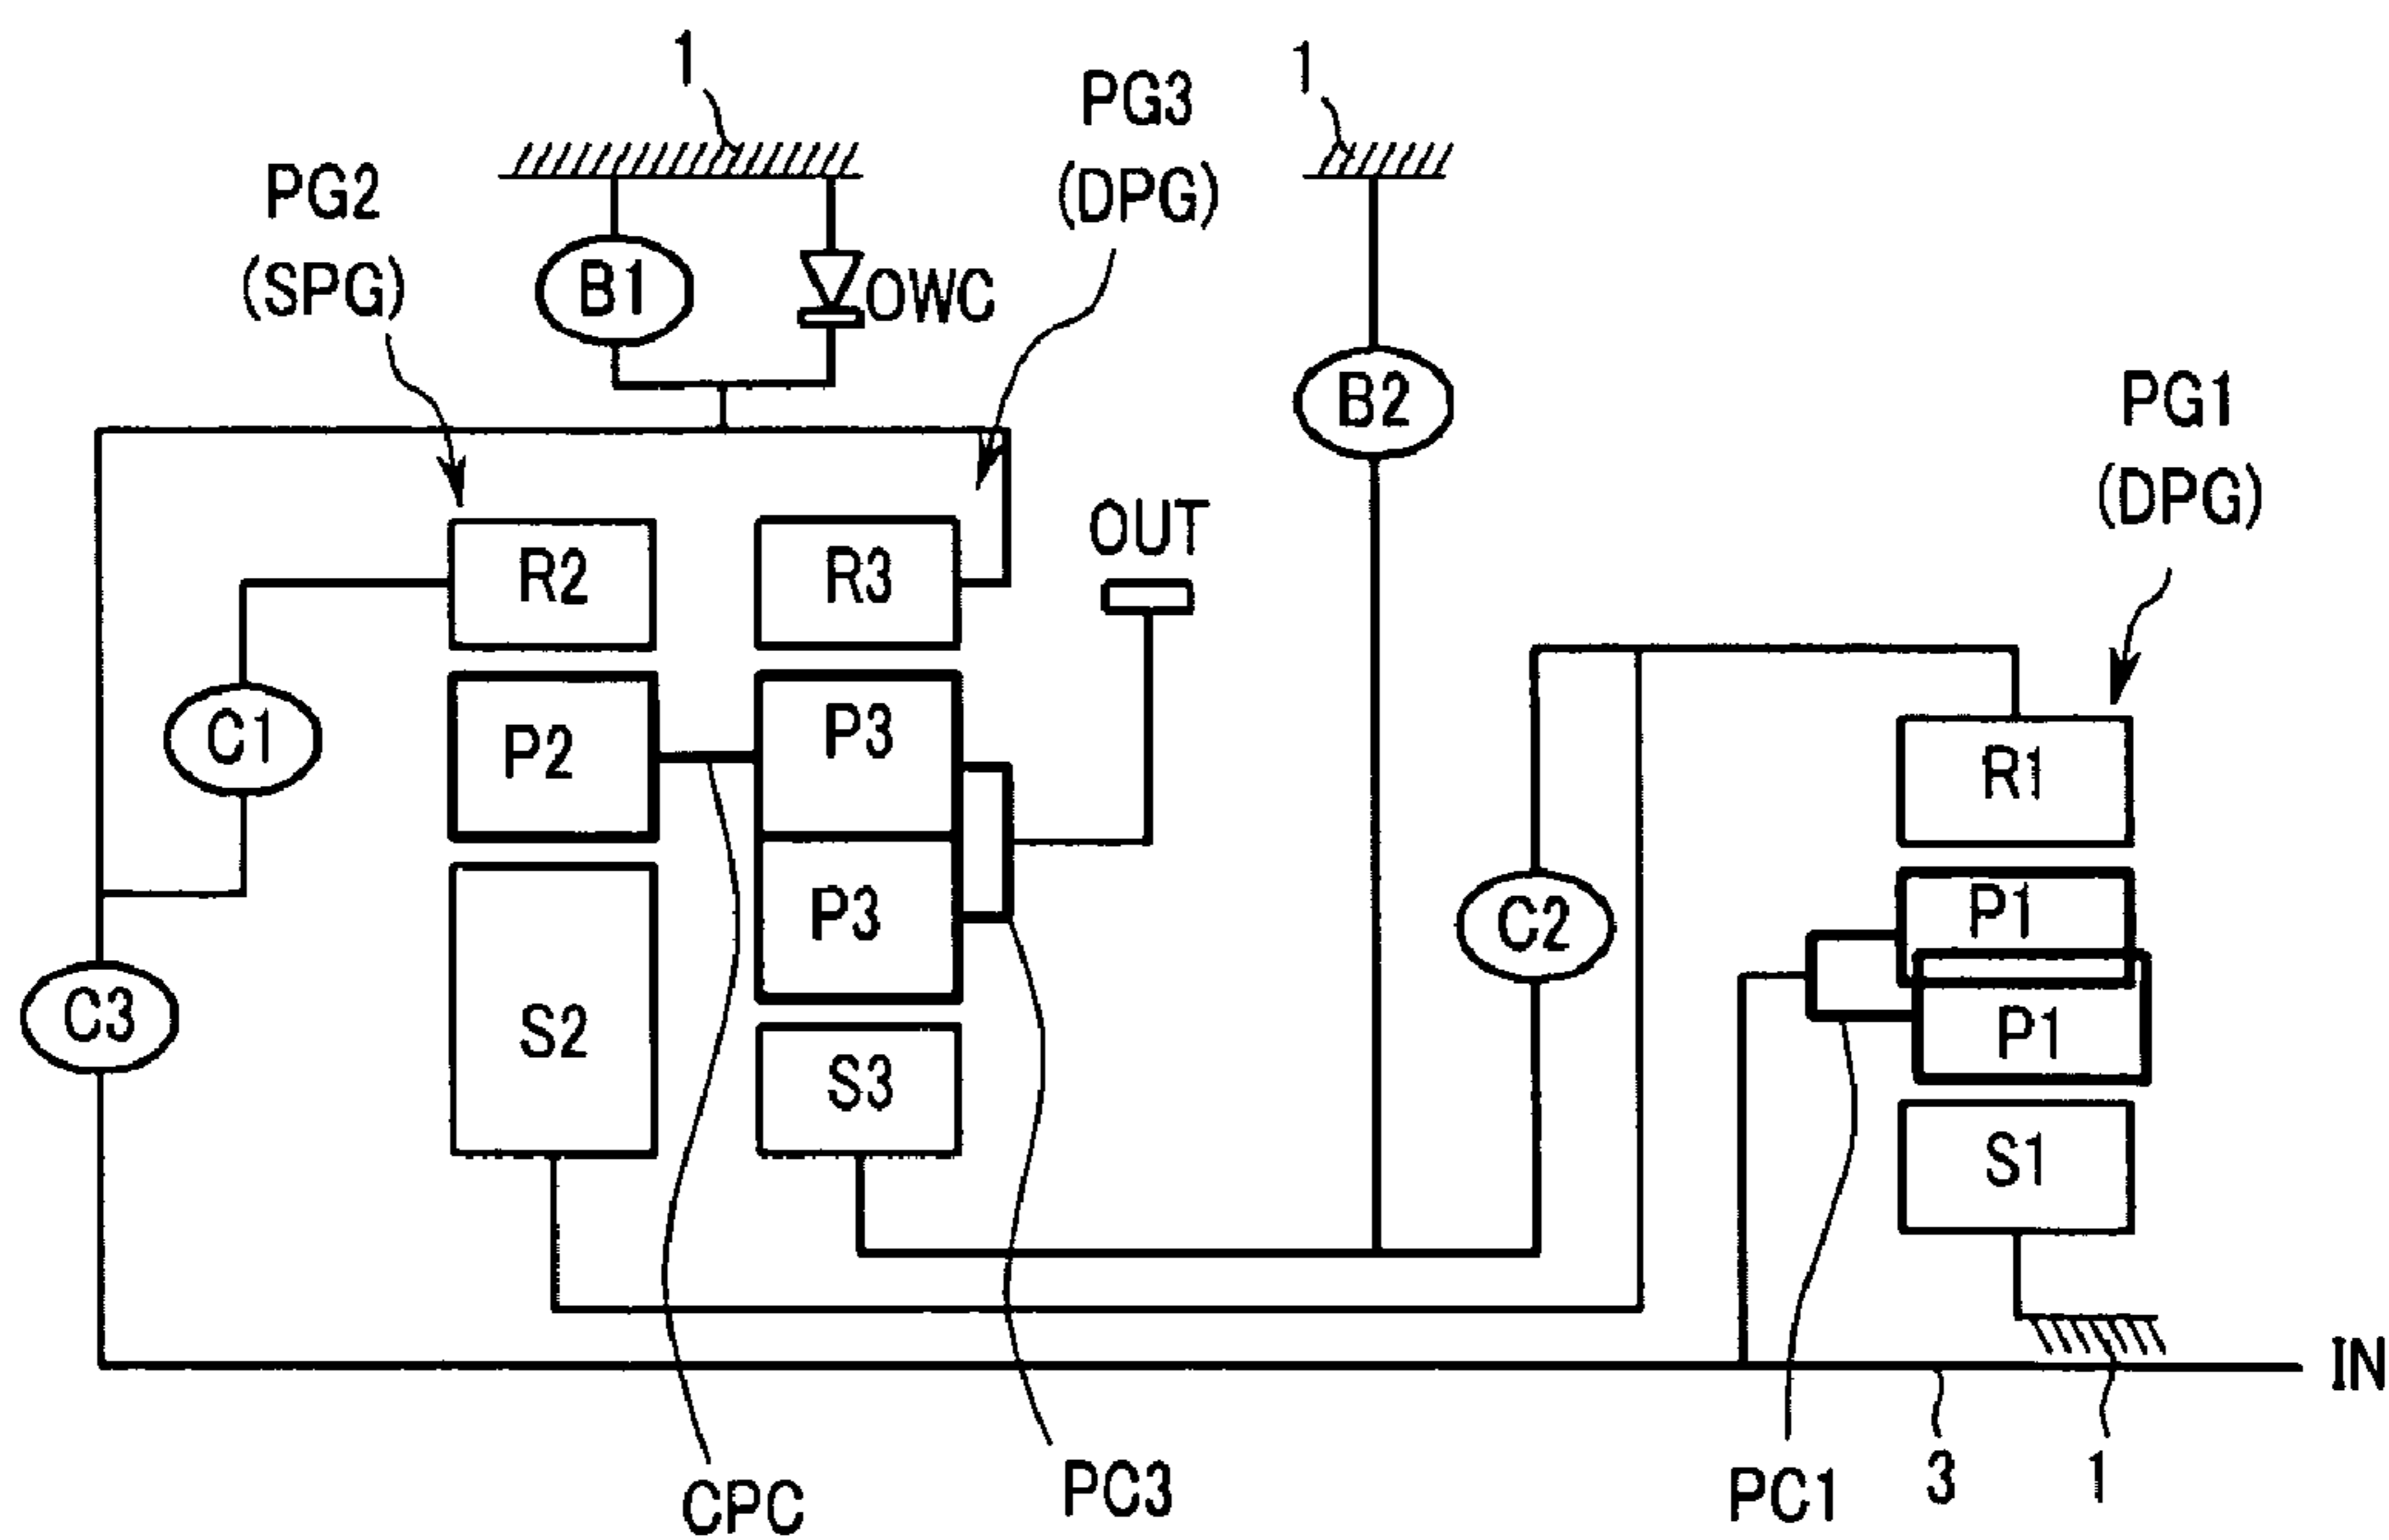 1
1
PG3
(DPG)
PG2
(SPG)
B1
OWC
B2
PG1
(DPG)
OUT
R2
R3
C1
P2
P3
R1
P3
C2
P1
C3
S2
P1
S3
S1
IN
CPC
PC3
PC1
3
1